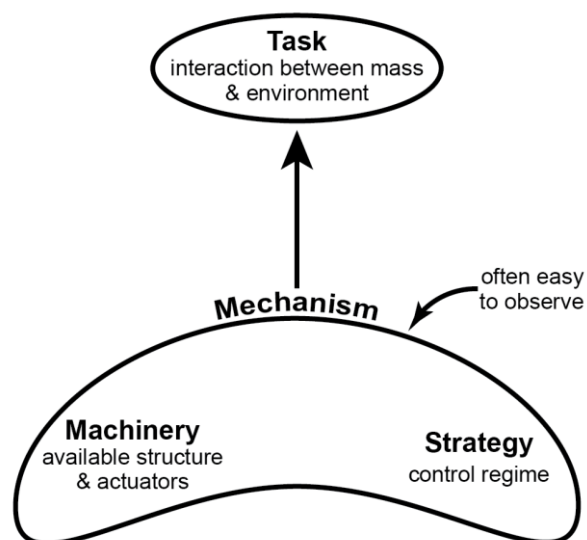 Task
interaction between mass
& environment
often easy
to observe
Mechanism
Machinery
available structure
& actuators
Strategy
control regime